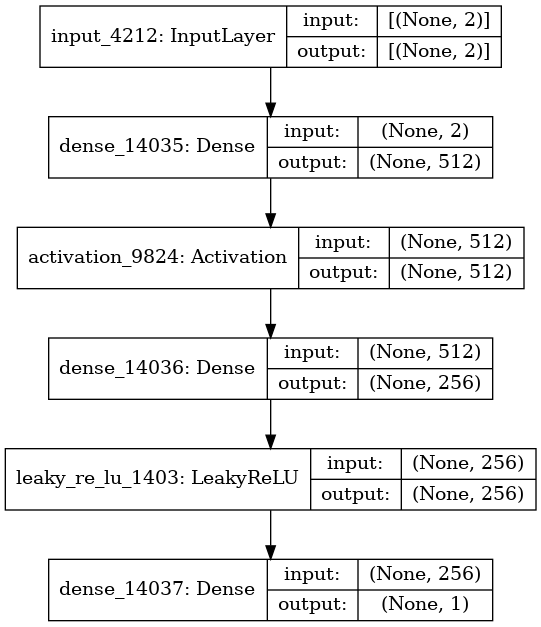 input_4212: InputLayer
input:
[(None, 2)]
output:
[(None, 2)]
dense_14035: Dense
input:
(None, 2)
output:
(None, 512)
activation_9824: Activation
input:
(None, 512)
output:
(None, 512)
dense_14036: Dense
input:
(None, 512)
output:
(None, 256)
leaky_re_lu_1403: LeakyReLU
input:
(None, 256)
output:
(None, 256)
dense_14037: Dense
input:
(None, 256)
output:
(None, 1)